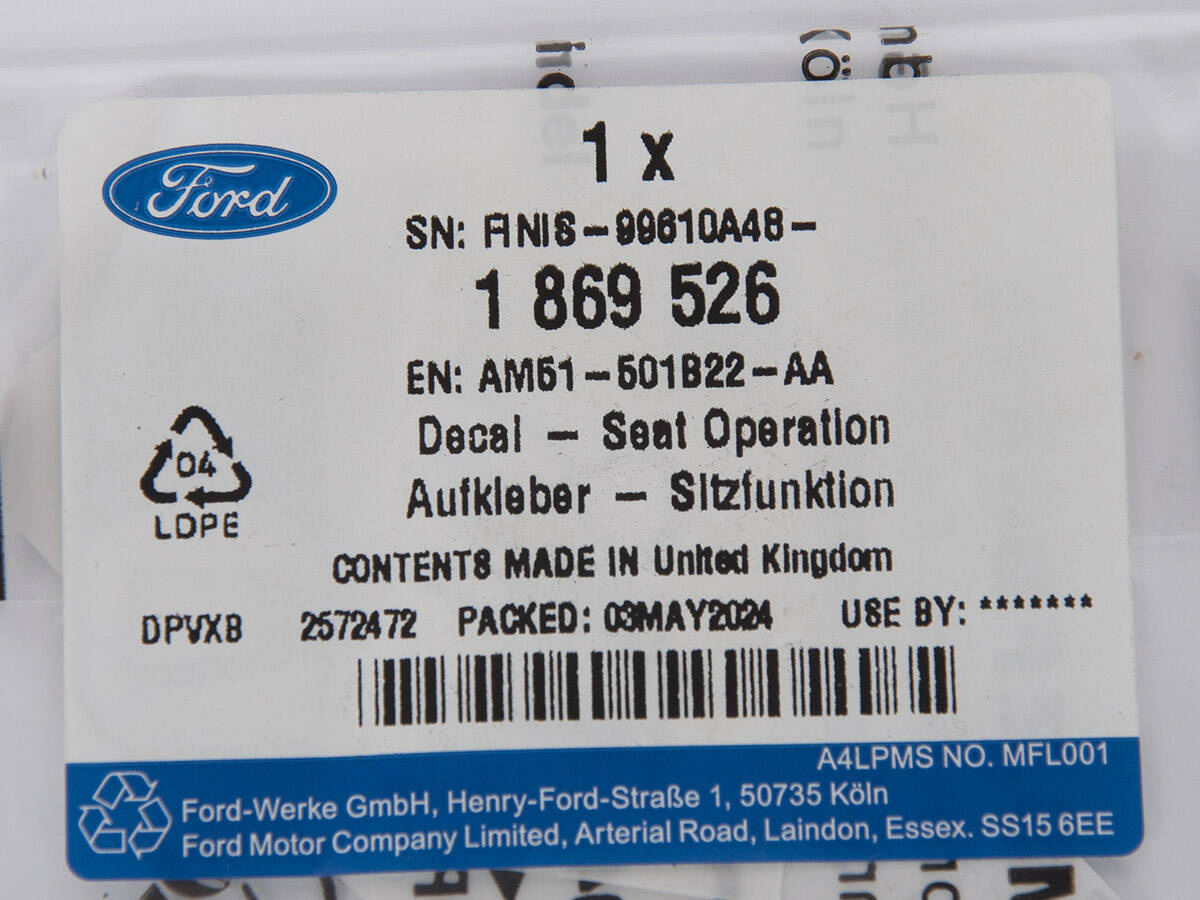 Ford
1 x
SN: FINIS-99610A48-
1 869 526
EN: AM51-501B22-AA
Decal - Seat Operation
Aufkleber - Sitzfunktion
04
LDPE
CONTENTS MADE IN United Kingdom
DPVXB 2572472 PACKED: 03MAY2024 USE BY: *******
A4LPMS NO. MFL001
Ford-Werke GmbH, Henry-Ford-Straße 1, 50735 Köln
Ford Motor Company Limited, Arterial Road, Laindon, Essex. SS15 6EE